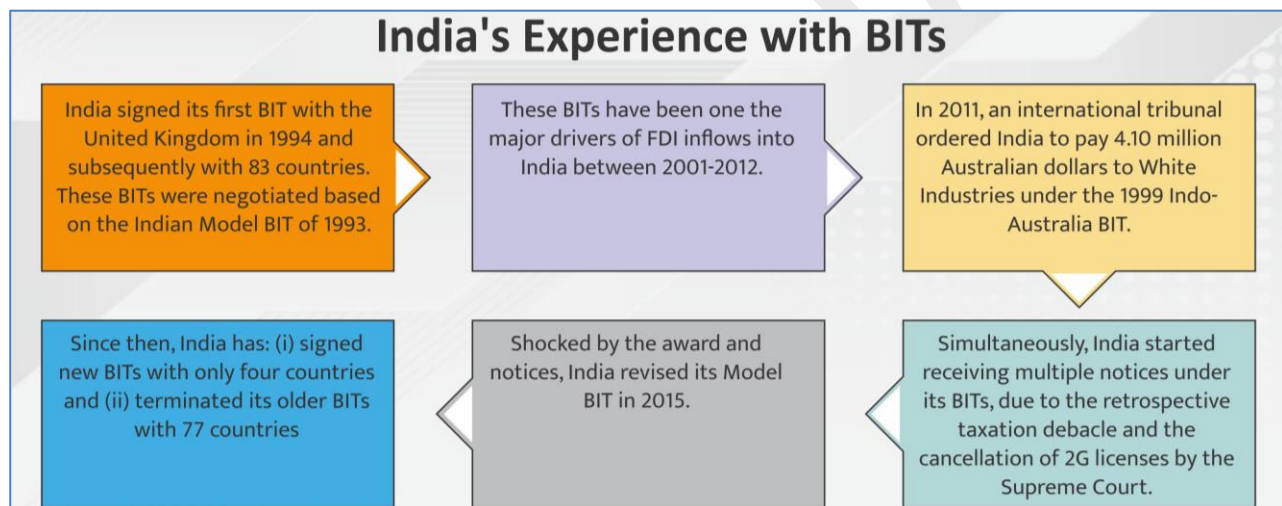 India's Experience with BITs
India signed its first BIT with the
United Kingdom in 1994 and
subsequently with 83 countries.
These BITs were negotiated based
on the Indian Model BIT of 1993.
These BITs have been one the
major drivers of FDI inflows into
India between 2001-2012.
In 2011, an international tribunal
ordered India to pay 4.10 million
Australian dollars to White
Industries under the 1999 Indo-
Australia BIT.
Simultaneously, India started
receiving multiple notices under
its BITs, due to the retrospective
taxation debacle and the
cancellation of 2G licenses by the
Supreme Court.
Shocked by the award and
notices, India revised its Model
BIT in 2015.
Since then, India has: (i) signed
new BITs with only four countries
and (ii) terminated its older BITs
with 77 countries